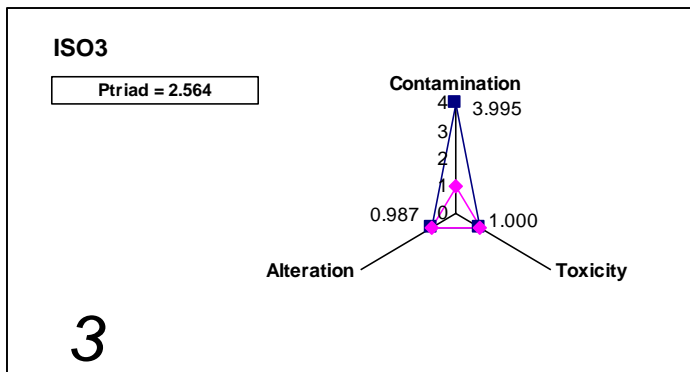 ISO3
Ptriad = 2.564
Contamination
4
3.995
3
2
1
0
0.987
1.000
Alteration
Toxicity
3